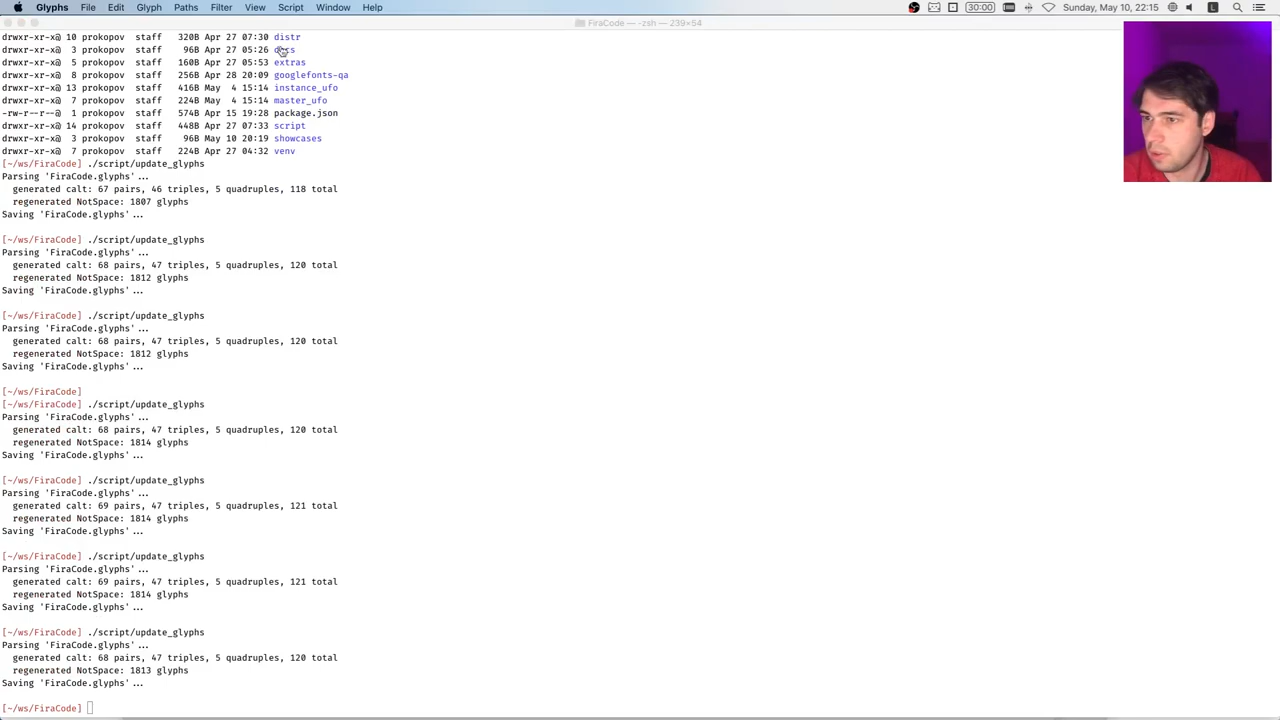 Glyphs File Edit Glyph Paths Filter View Script Window Help 30:00 Sunday, May 10, 22:15 L
FiraCode — -zsh — 239×54
drwxr-xr-x@ 10 prokopov staff 320B Apr 27 07:30 distr
drwxr-xr-x@ 3 prokopov staff 96B Apr 27 05:26 docs
drwxr-xr-x@ 5 prokopov staff 160B Apr 27 05:53 extras
drwxr-xr-x@ 8 prokopov staff 256B Apr 28 20:09 googlefonts-qa
drwxr-xr-x@ 13 prokopov staff 416B May 4 15:14 instance_ufo
drwxr-xr-x@ 7 prokopov staff 224B May 4 15:14 master_ufo
-rw-r--r--@ 1 prokopov staff 574B Apr 15 19:28 package.json
drwxr-xr-x@ 14 prokopov staff 448B Apr 27 07:33 script
drwxr-xr-x@ 3 prokopov staff 96B May 10 20:19 showcases
drwxr-xr-x@ 7 prokopov staff 224B Apr 27 04:32 venv
[~/ws/FiraCode] ./script/update_glyphs
Parsing 'FiraCode.glyphs'...
generated calt: 67 pairs, 46 triples, 5 quadruples, 118 total
regenerated NotSpace: 1807 glyphs
Saving 'FiraCode.glyphs'...
[~/ws/FiraCode] ./script/update_glyphs
Parsing 'FiraCode.glyphs'...
generated calt: 68 pairs, 47 triples, 5 quadruples, 120 total
regenerated NotSpace: 1812 glyphs
Saving 'FiraCode.glyphs'...
[~/ws/FiraCode] ./script/update_glyphs
Parsing 'FiraCode.glyphs'...
generated calt: 68 pairs, 47 triples, 5 quadruples, 120 total
regenerated NotSpace: 1812 glyphs
Saving 'FiraCode.glyphs'...
[~/ws/FiraCode]
[~/ws/FiraCode] ./script/update_glyphs
Parsing 'FiraCode.glyphs'...
generated calt: 68 pairs, 47 triples, 5 quadruples, 120 total
regenerated NotSpace: 1814 glyphs
Saving 'FiraCode.glyphs'...
[~/ws/FiraCode] ./script/update_glyphs
Parsing 'FiraCode.glyphs'...
generated calt: 69 pairs, 47 triples, 5 quadruples, 121 total
regenerated NotSpace: 1814 glyphs
Saving 'FiraCode.glyphs'...
[~/ws/FiraCode] ./script/update_glyphs
Parsing 'FiraCode.glyphs'...
generated calt: 69 pairs, 47 triples, 5 quadruples, 121 total
regenerated NotSpace: 1814 glyphs
Saving 'FiraCode.glyphs'...
[~/ws/FiraCode] ./script/update_glyphs
Parsing 'FiraCode.glyphs'...
generated calt: 68 pairs, 47 triples, 5 quadruples, 120 total
regenerated NotSpace: 1813 glyphs
Saving 'FiraCode.glyphs'...
[~/ws/FiraCode]